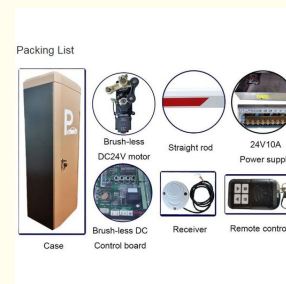 Packing List
P
Brush-less
DC24V motor
Straight rod
24V10A
Power suppl
Case
Brush-less DC
Control board
Receiver
Remote control